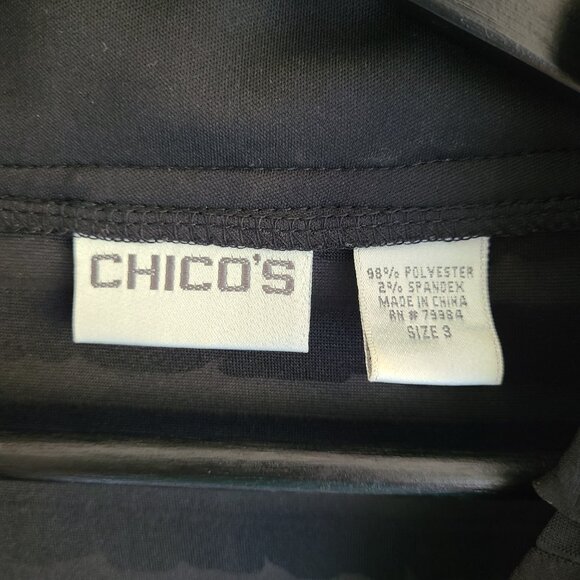 CHICO'S
98% POLYESTER
2% SPANDEX
MADE IN CHINA
RN # 79984
SIZE 3